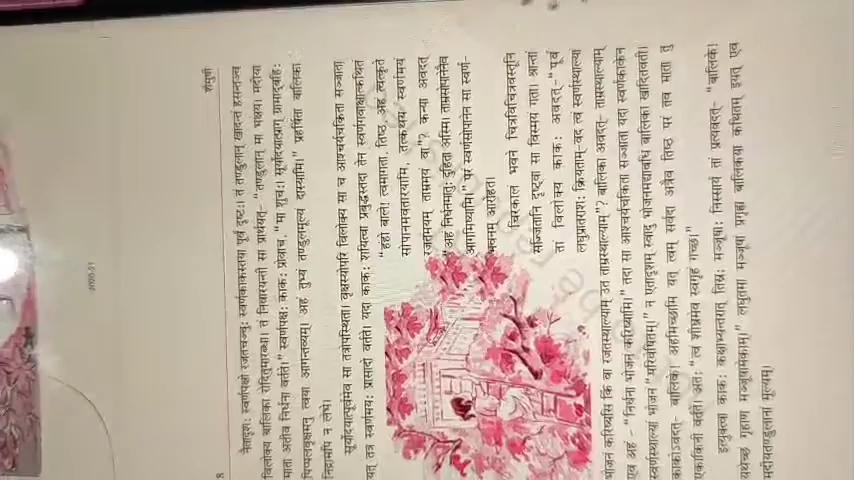 8
शेमुषी
नैतादृशः स्वर्णपक्षो रजतचञ्चुः स्वर्णकाकस्तया पूर्वं दृष्टः। तं तण्डुलान् खादन्तं हसन्तञ्च
विलोक्य बालिका रोदितुमारब्धा। तं निवारयन्ती सा प्रार्थयत्- "तण्डुलान् मा भक्षय। मदीया
माता अतीव निर्धना वर्तते।" स्वर्णपक्षः काकः प्रोवाच, "मा शुचः। सूर्योदयात्प्राग् ग्रामाद्बहिः
पिप्पलवृक्षमनु त्वया आगन्तव्यम्। अहं तुभ्यं तण्डुलमूल्यं दास्यामि।" प्रहर्षिता बालिका
निद्रामपि न लेभे।
सूर्योदयात्पूर्वमेव सा तत्रोपस्थिता। वृक्षस्योपरि विलोक्य सा च आश्चर्यचकिता सञ्जाता
यत् तत्र स्वर्णमयः प्रासादो वर्तते। यदा काकः शयित्वा प्रबुद्धस्तदा तेन स्वर्णगवाक्षात्कथितं
"हंहो बाले! त्वमागता, तिष्ठ, अहं त्वत्कृते
सोपानमवतारयामि, तत्कथय स्वर्णमयं
रजतमयम् ताम्रमयं वा"? कन्या अवदत्
"अहं निर्धनमातुः दुहिता अस्मि। ताम्रसोपानेनैव
आगमिष्यामि।" परं स्वर्णसोपानेन सा स्वर्ण-
भवनम् आरोहत।
चिरकालं भवने चित्रविचित्रवस्तूनि
सज्जितानि दृष्ट्वा सा विस्मयं गता। श्रान्तां
तां विलोक्य काकः अवदत्-"पूर्वं
लघुप्रातराशः क्रियताम्-वद त्वं स्वर्णस्थाल्यां
भोजनं करिष्यसि किं वा रजतस्थाल्याम् उत ताम्रस्थाल्याम्"? बालिका अवदत्- ताम्रस्थाल्याम्
एव अहं - "निर्धना भोजनं करिष्यामि।" तदा सा आश्चर्यचकिता सञ्जाता यदा स्वर्णकाकेन
स्वर्णस्थाल्यां भोजनं "परिवेषितम्।" न एतादृशम् स्वादु भोजनमद्यावधि बालिका खादितवती।
काकोऽवदत्- बालिके! अहमिच्छामि यत् त्वम् सर्वदा अत्रैव तिष्ठ परं तव माता तु
एकाकिनी वर्तते। अतः "त्वं शीघ्रमेव स्वगृहं गच्छ।"
इत्युक्त्वा काकः कक्षाभ्यन्तरात् तिस्रः मञ्जूषाः निस्सार्य तां प्रत्यवदत्-" बालिके!
यथेच्छं गृहाण मञ्जूषामेकाम्।" लघुतमां मञ्जूषां प्रगृह्य बालिकया कथितम् इयत् एव
मदीयतण्डुलानां मूल्यम्।